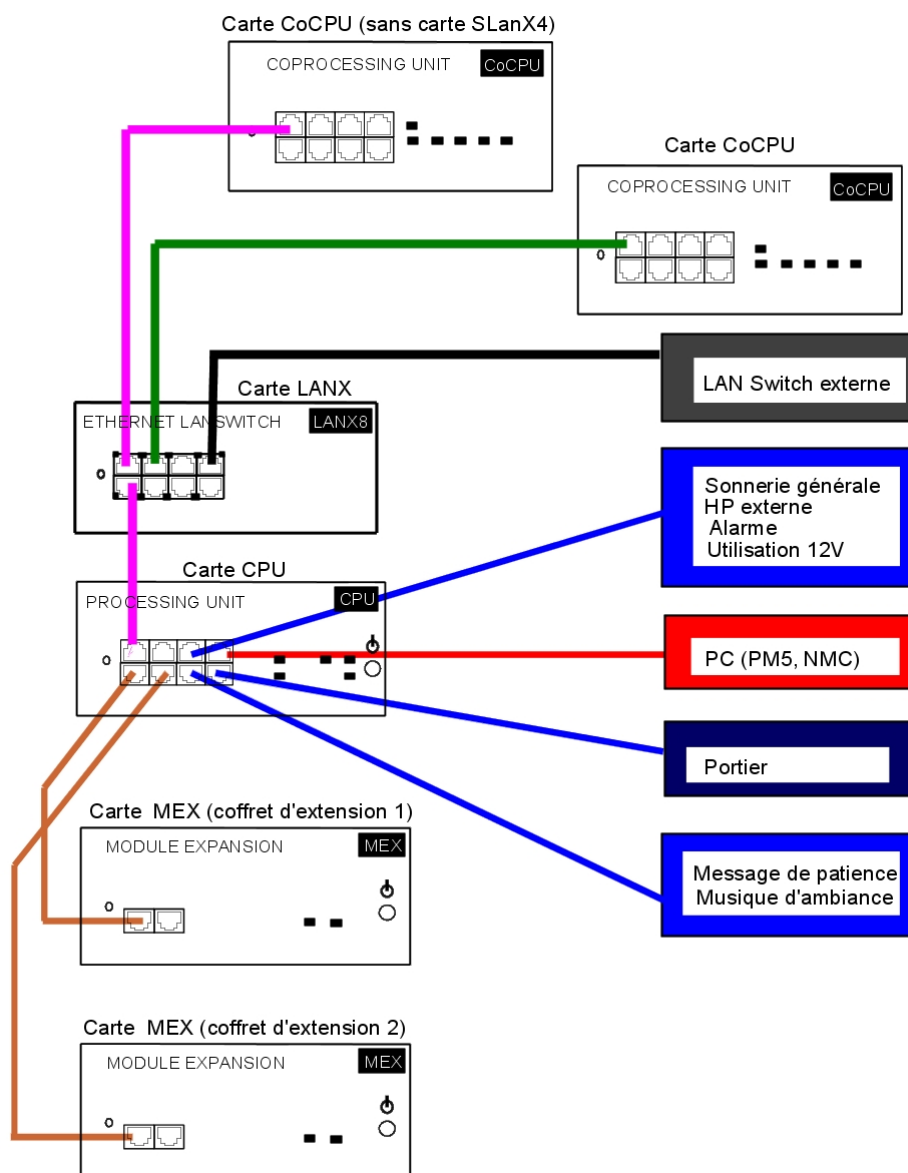 Carte CoCPU (sans carte SLanX4)
COPROCESSING UNIT
CoCPU
Carte CoCPU
COPROCESSING UNIT
CoCPU
LAN Switch externe
Carte LANX
ETHERNET LANSWITCH
LANX8
Sonnerie générale
HP externe
Alarme
Utilisation 12V
Carte CPU
PROCESSING UNIT
CPU
PC (PM5, NMC)
Portier
Carte MEX (coffret d'extension 1)
MODULE EXPANSION
MEX
Message de patience
Musique d'ambiance
Carte MEX (coffret d'extension 2)
MODULE EXPANSION
MEX